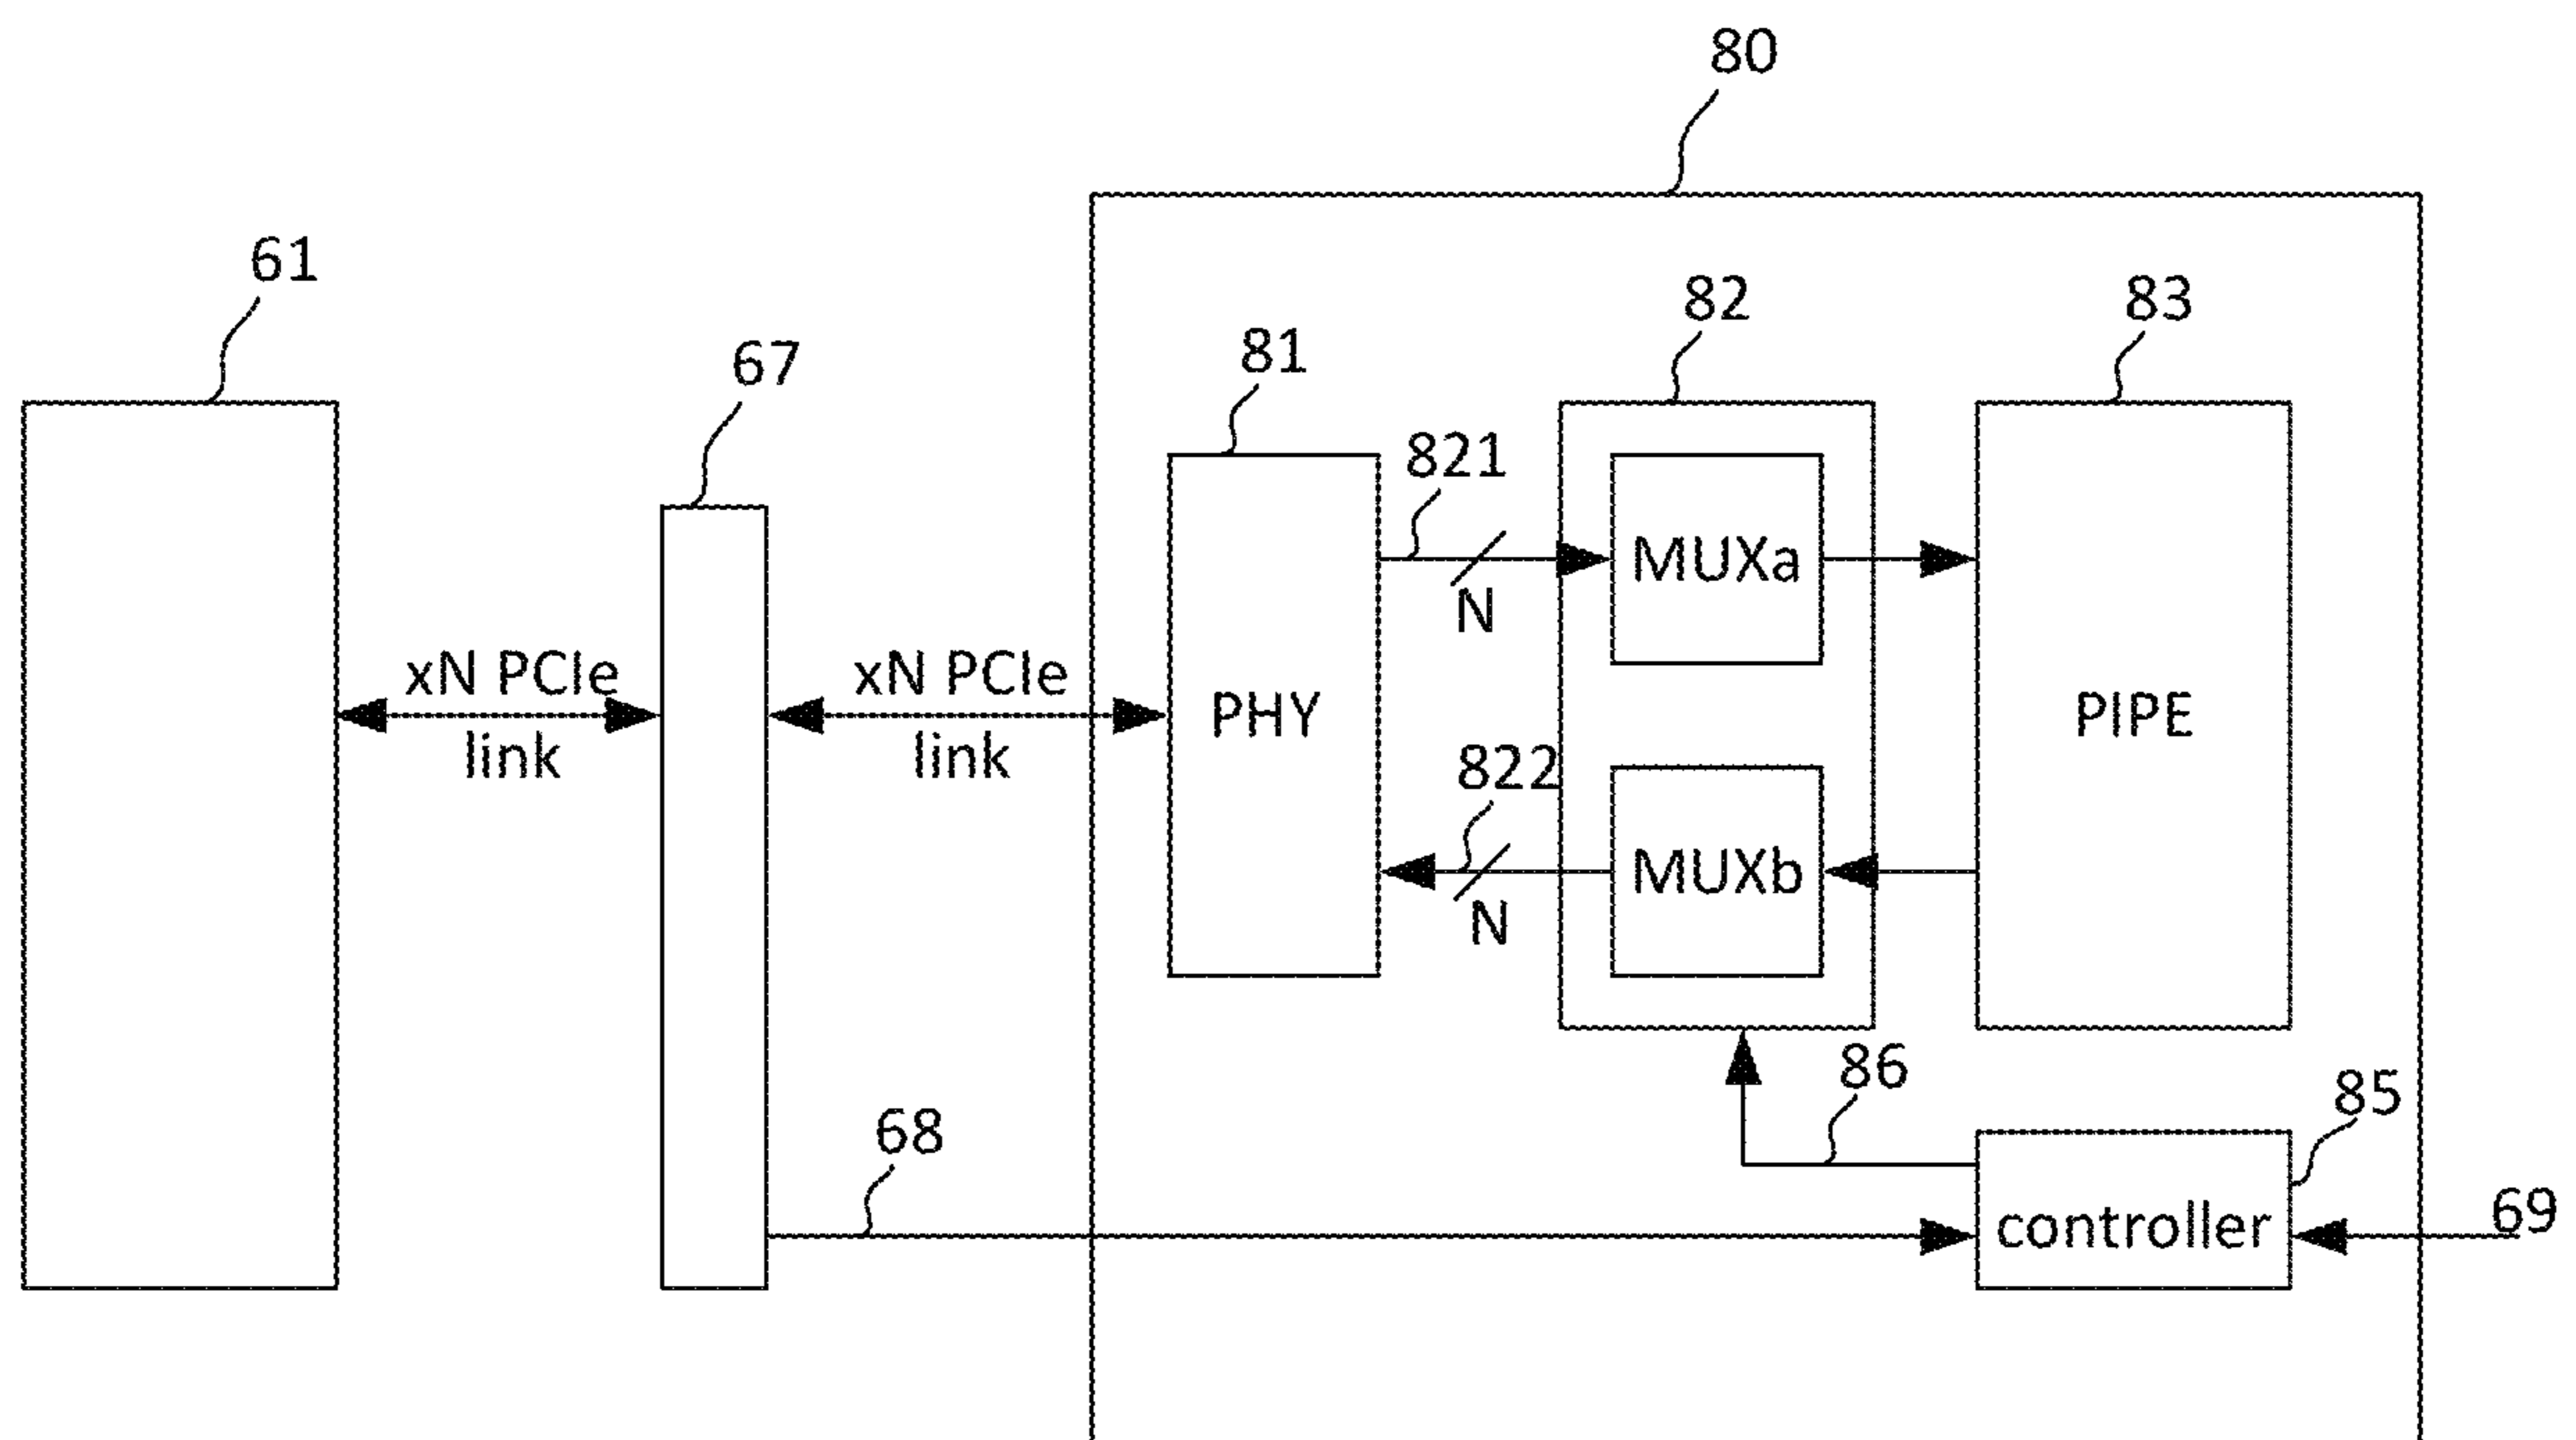 80
61
67
81
82
83
821
MUXa
N
xN PCIe
link
xN PCIe
link
PHY
PIPE
822
MUXb
N
86
85
68
controller
69